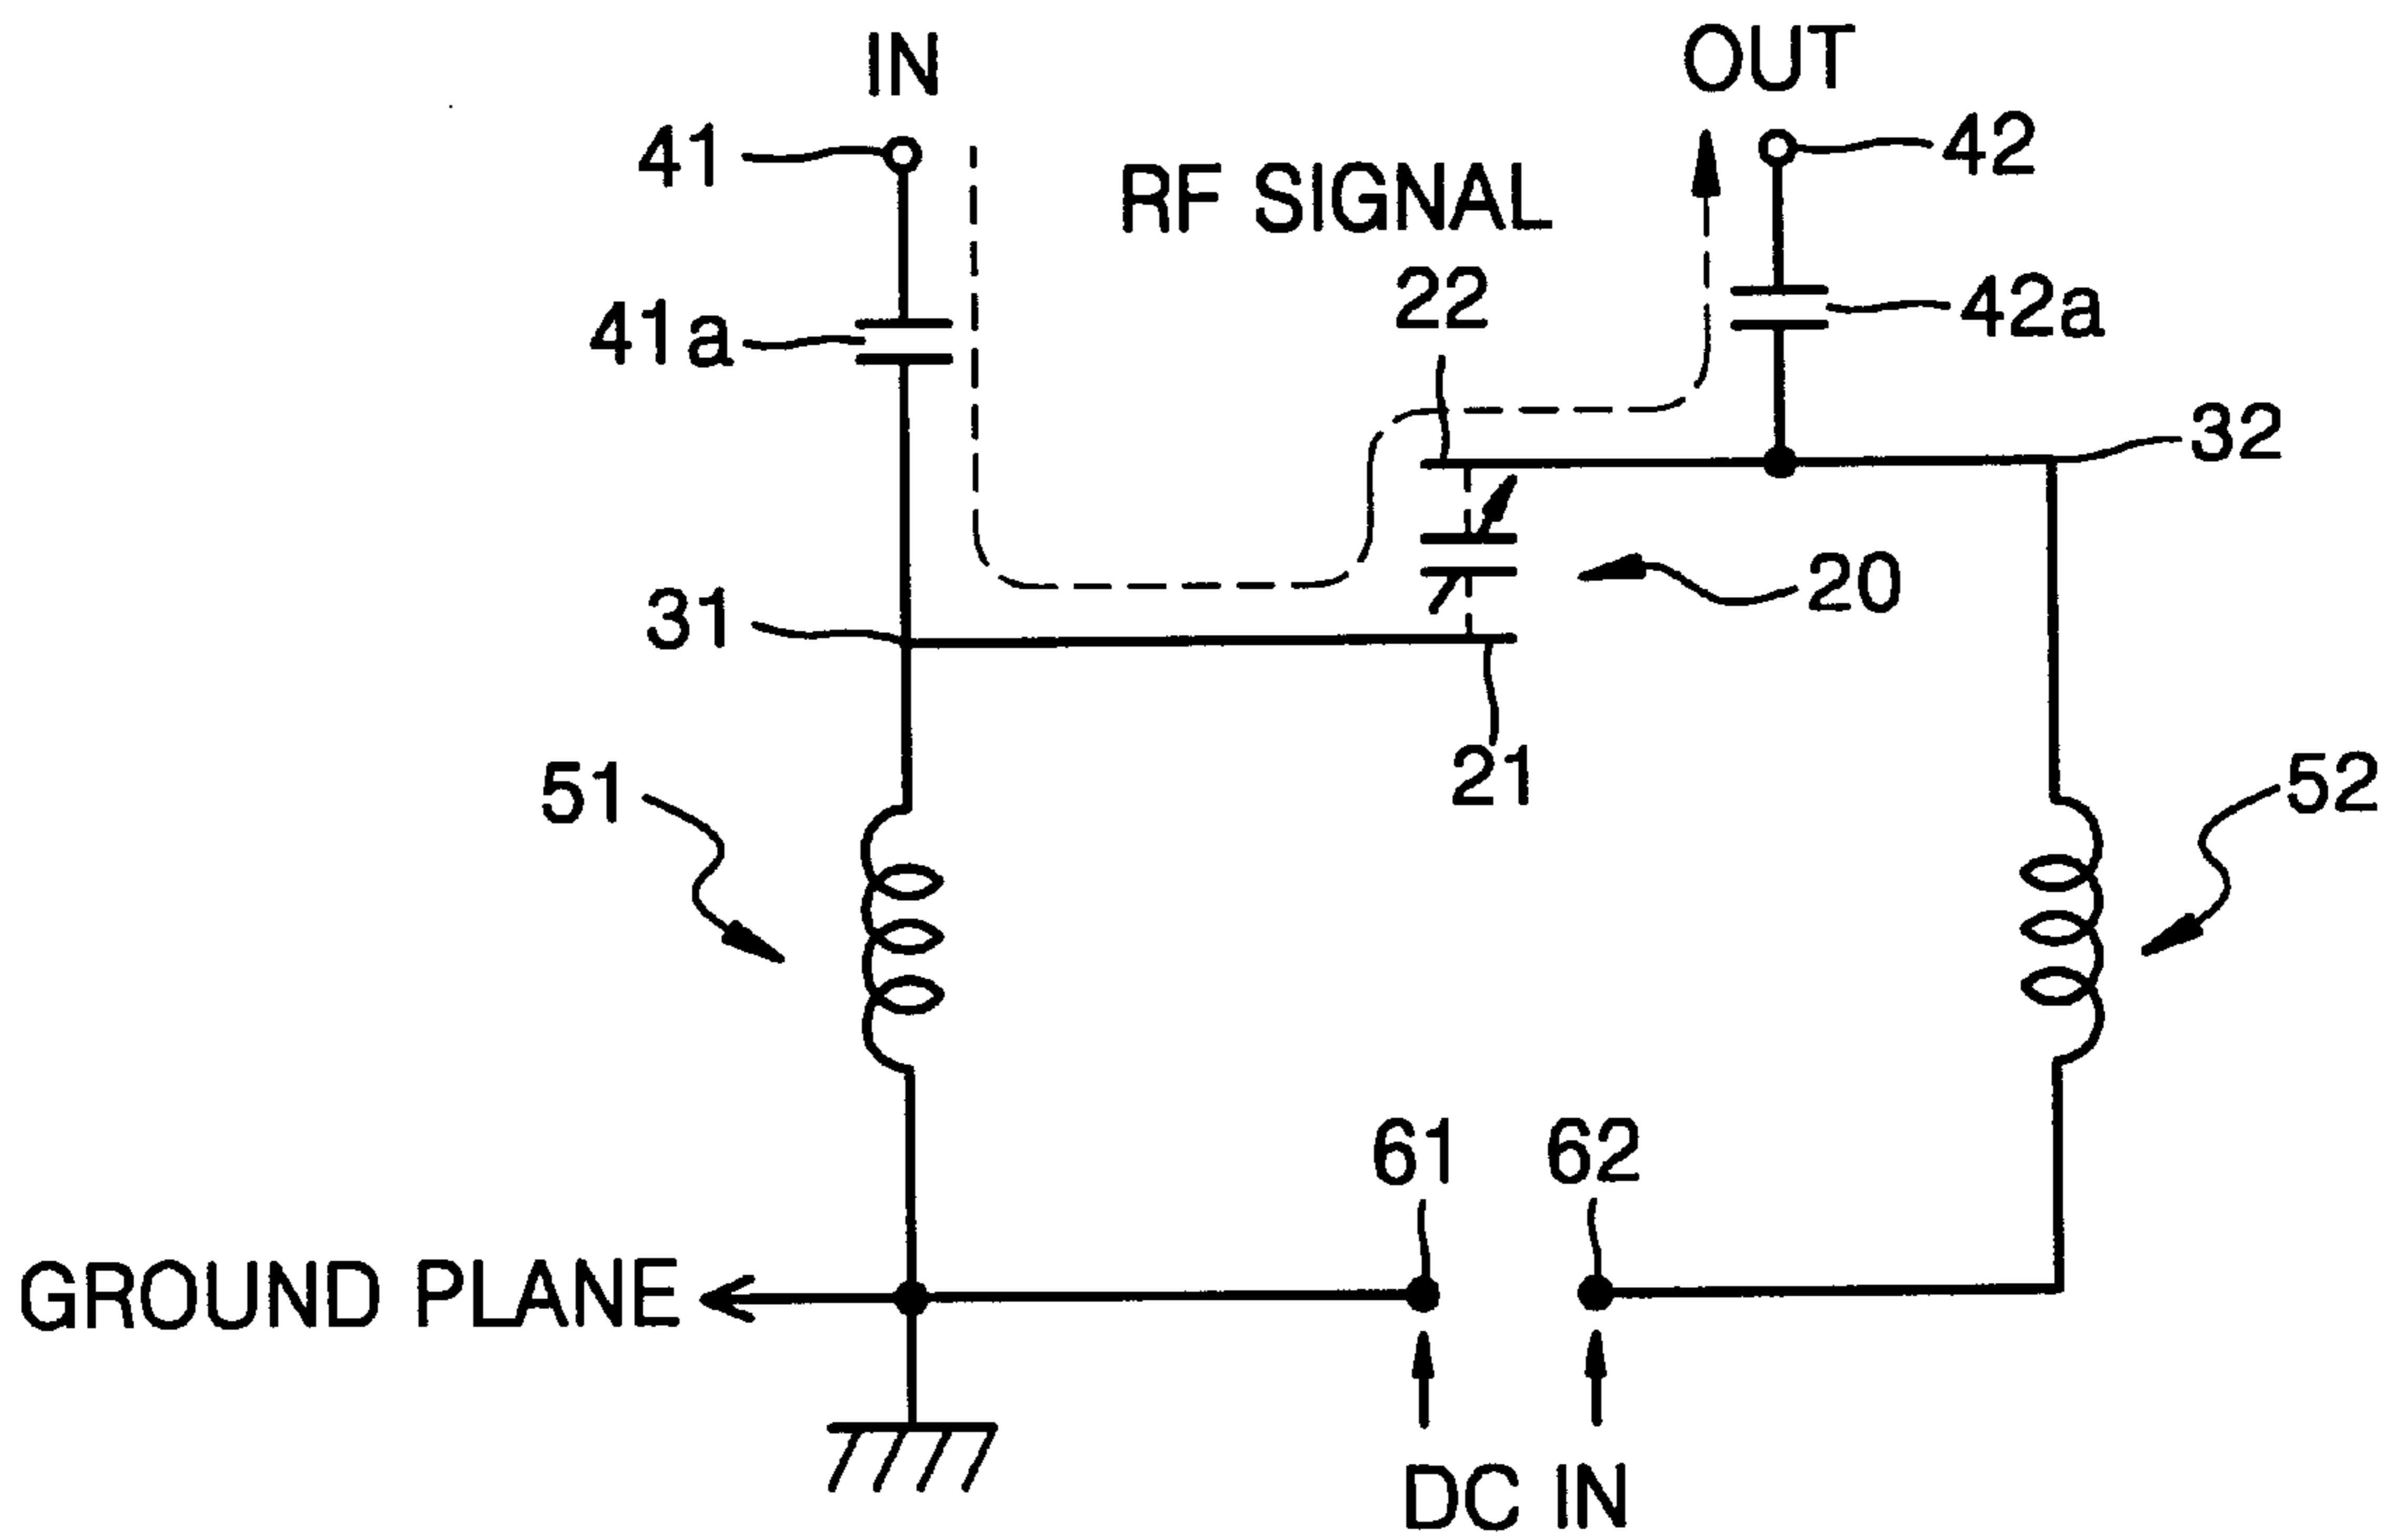 IN
OUT
41
42
RF SIGNAL
22
41a
42a
32
20
31
21
51
52
61
62
GROUND PLANE
DC IN